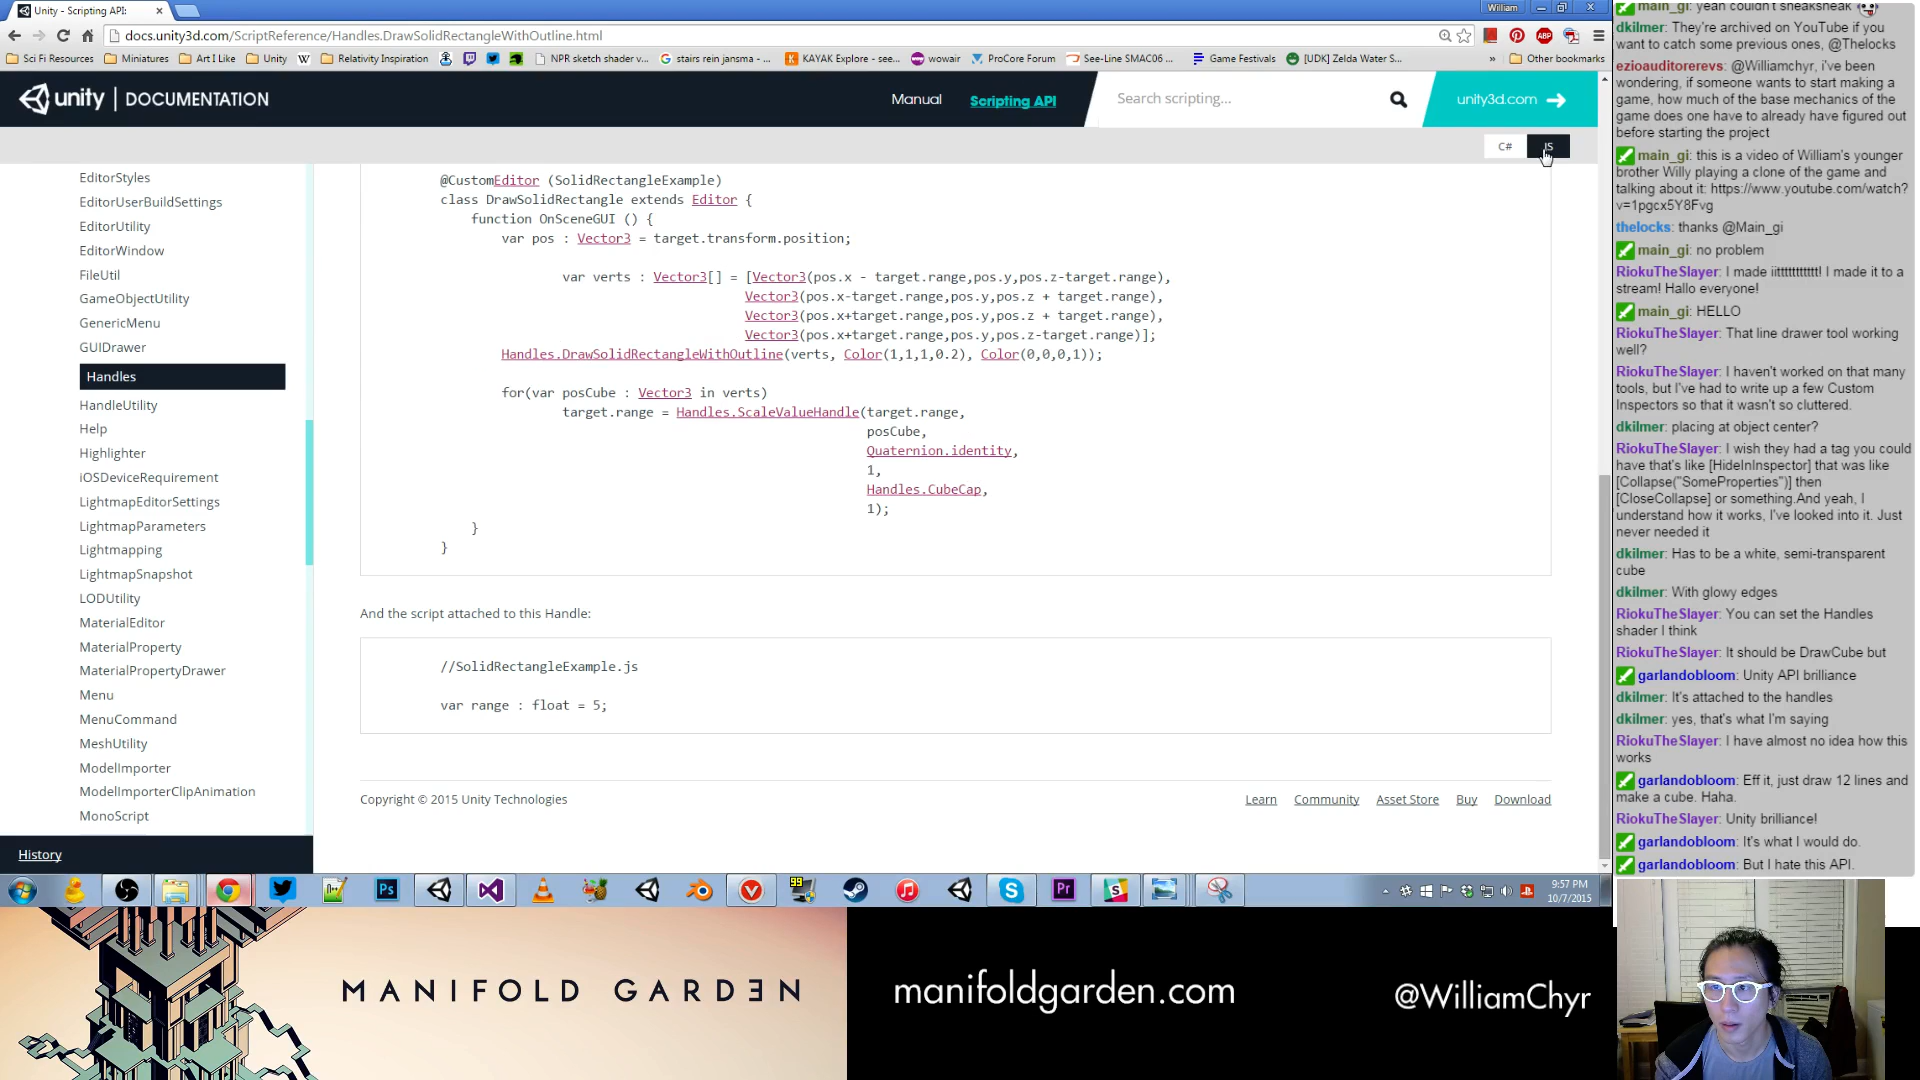 Unity - Scripting API:
William
docs.unity3d.com/ScriptReference/Handles.DrawSolidRectangleWithOutline.html
Sci Fi Resources
Miniatures
Art I Like
Unity
W
Relativity Inspiration
NPR sketch shader v...
stairs rein jansma - ...
KAYAK Explore - see...
wowair
ProCore Forum
See-Line SMAC06 ...
Game Festivals
[UDK] Zelda Water S...
»
Other bookmarks
unity | DOCUMENTATION
Manual
Scripting API
Search scripting...
unity3d.com
C#
JS
EditorStyles
EditorUserBuildSettings
EditorUtility
EditorWindow
FileUtil
GameObjectUtility
GenericMenu
GUIDrawer
Handles
HandleUtility
Help
Highlighter
iOSDeviceRequirement
LightmapEditorSettings
LightmapParameters
Lightmapping
LightmapSnapshot
LODUtility
MaterialEditor
MaterialProperty
MaterialPropertyDrawer
Menu
MenuCommand
MeshUtility
ModelImporter
ModelImporterClipAnimation
MonoScript
History
@CustomEditor (SolidRectangleExample)
class DrawSolidRectangle extends Editor {
function OnSceneGUI () {
var pos : Vector3 = target.transform.position;
var verts : Vector3[] = [Vector3(pos.x - target.range,pos.y,pos.z-target.range),
Vector3(pos.x-target.range,pos.y,pos.z + target.range),
Vector3(pos.x+target.range,pos.y,pos.z + target.range),
Vector3(pos.x+target.range,pos.y,pos.z-target.range)];
Handles.DrawSolidRectangleWithOutline(verts, Color(1,1,1,0.2), Color(0,0,0,1));
for(var posCube : Vector3 in verts)
target.range = Handles.ScaleValueHandle(target.range,
posCube,
Quaternion.identity,
1,
Handles.CubeCap,
1);
}
}
And the script attached to this Handle:
//SolidRectangleExample.js
var range : float = 5;
Copyright © 2015 Unity Technologies
Learn
Community
Asset Store
Buy
Download
9:57 PM
10/7/2015
main_gi: yeah couldn't sneaksneak
dkilmer: They're archived on YouTube if you
want to catch some previous ones, @Thelocks
ezioauditorerevs: @Williamchyr, i've been
wondering, if someone wants to start making a
game, how much of the base mechanics of the
game does one have to already have figured out
before starting the project
main_gi: this is a video of William's younger
brother Willy playing a clone of the game and
talking about it: https://www.youtube.com/watch?
v=1pgcx5Y8Fvg
thelocks: thanks @Main_gi
main_gi: no problem
RiokuTheSlayer: I made iitttttttttttt! I made it to a
stream! Hallo everyone!
main_gi: HELLO
RiokuTheSlayer: That line drawer tool working
well?
RiokuTheSlayer: I haven't worked on that many
tools, but I've had to write up a few Custom
Inspectors so that it wasn't so cluttered.
dkilmer: placing at object center?
RiokuTheSlayer: I wish they had a tag you could
have that's like [HideInInspector] that was like
[Collapse("SomeProperties")] then
[CloseCollapse] or something.And yeah, I
understand how it works, I've looked into it. Just
never needed it
dkilmer: Has to be a white, semi-transparent
cube
dkilmer: With glowy edges
RiokuTheSlayer: You can set the Handles
shader I think
RiokuTheSlayer: It should be DrawCube but
garlandobloom: Unity API brilliance
dkilmer: It's attached to the handles
dkilmer: yes, that's what I'm saying
RiokuTheSlayer: I have almost no idea how this
works
garlandobloom: Eff it, just draw 12 lines and
make a cube. Haha.
RiokuTheSlayer: Unity brilliance!
garlandobloom: It's what I would do.
garlandobloom: But I hate this API.
MANIFOLD GARDEN
manifoldgarden.com
@WilliamChyr